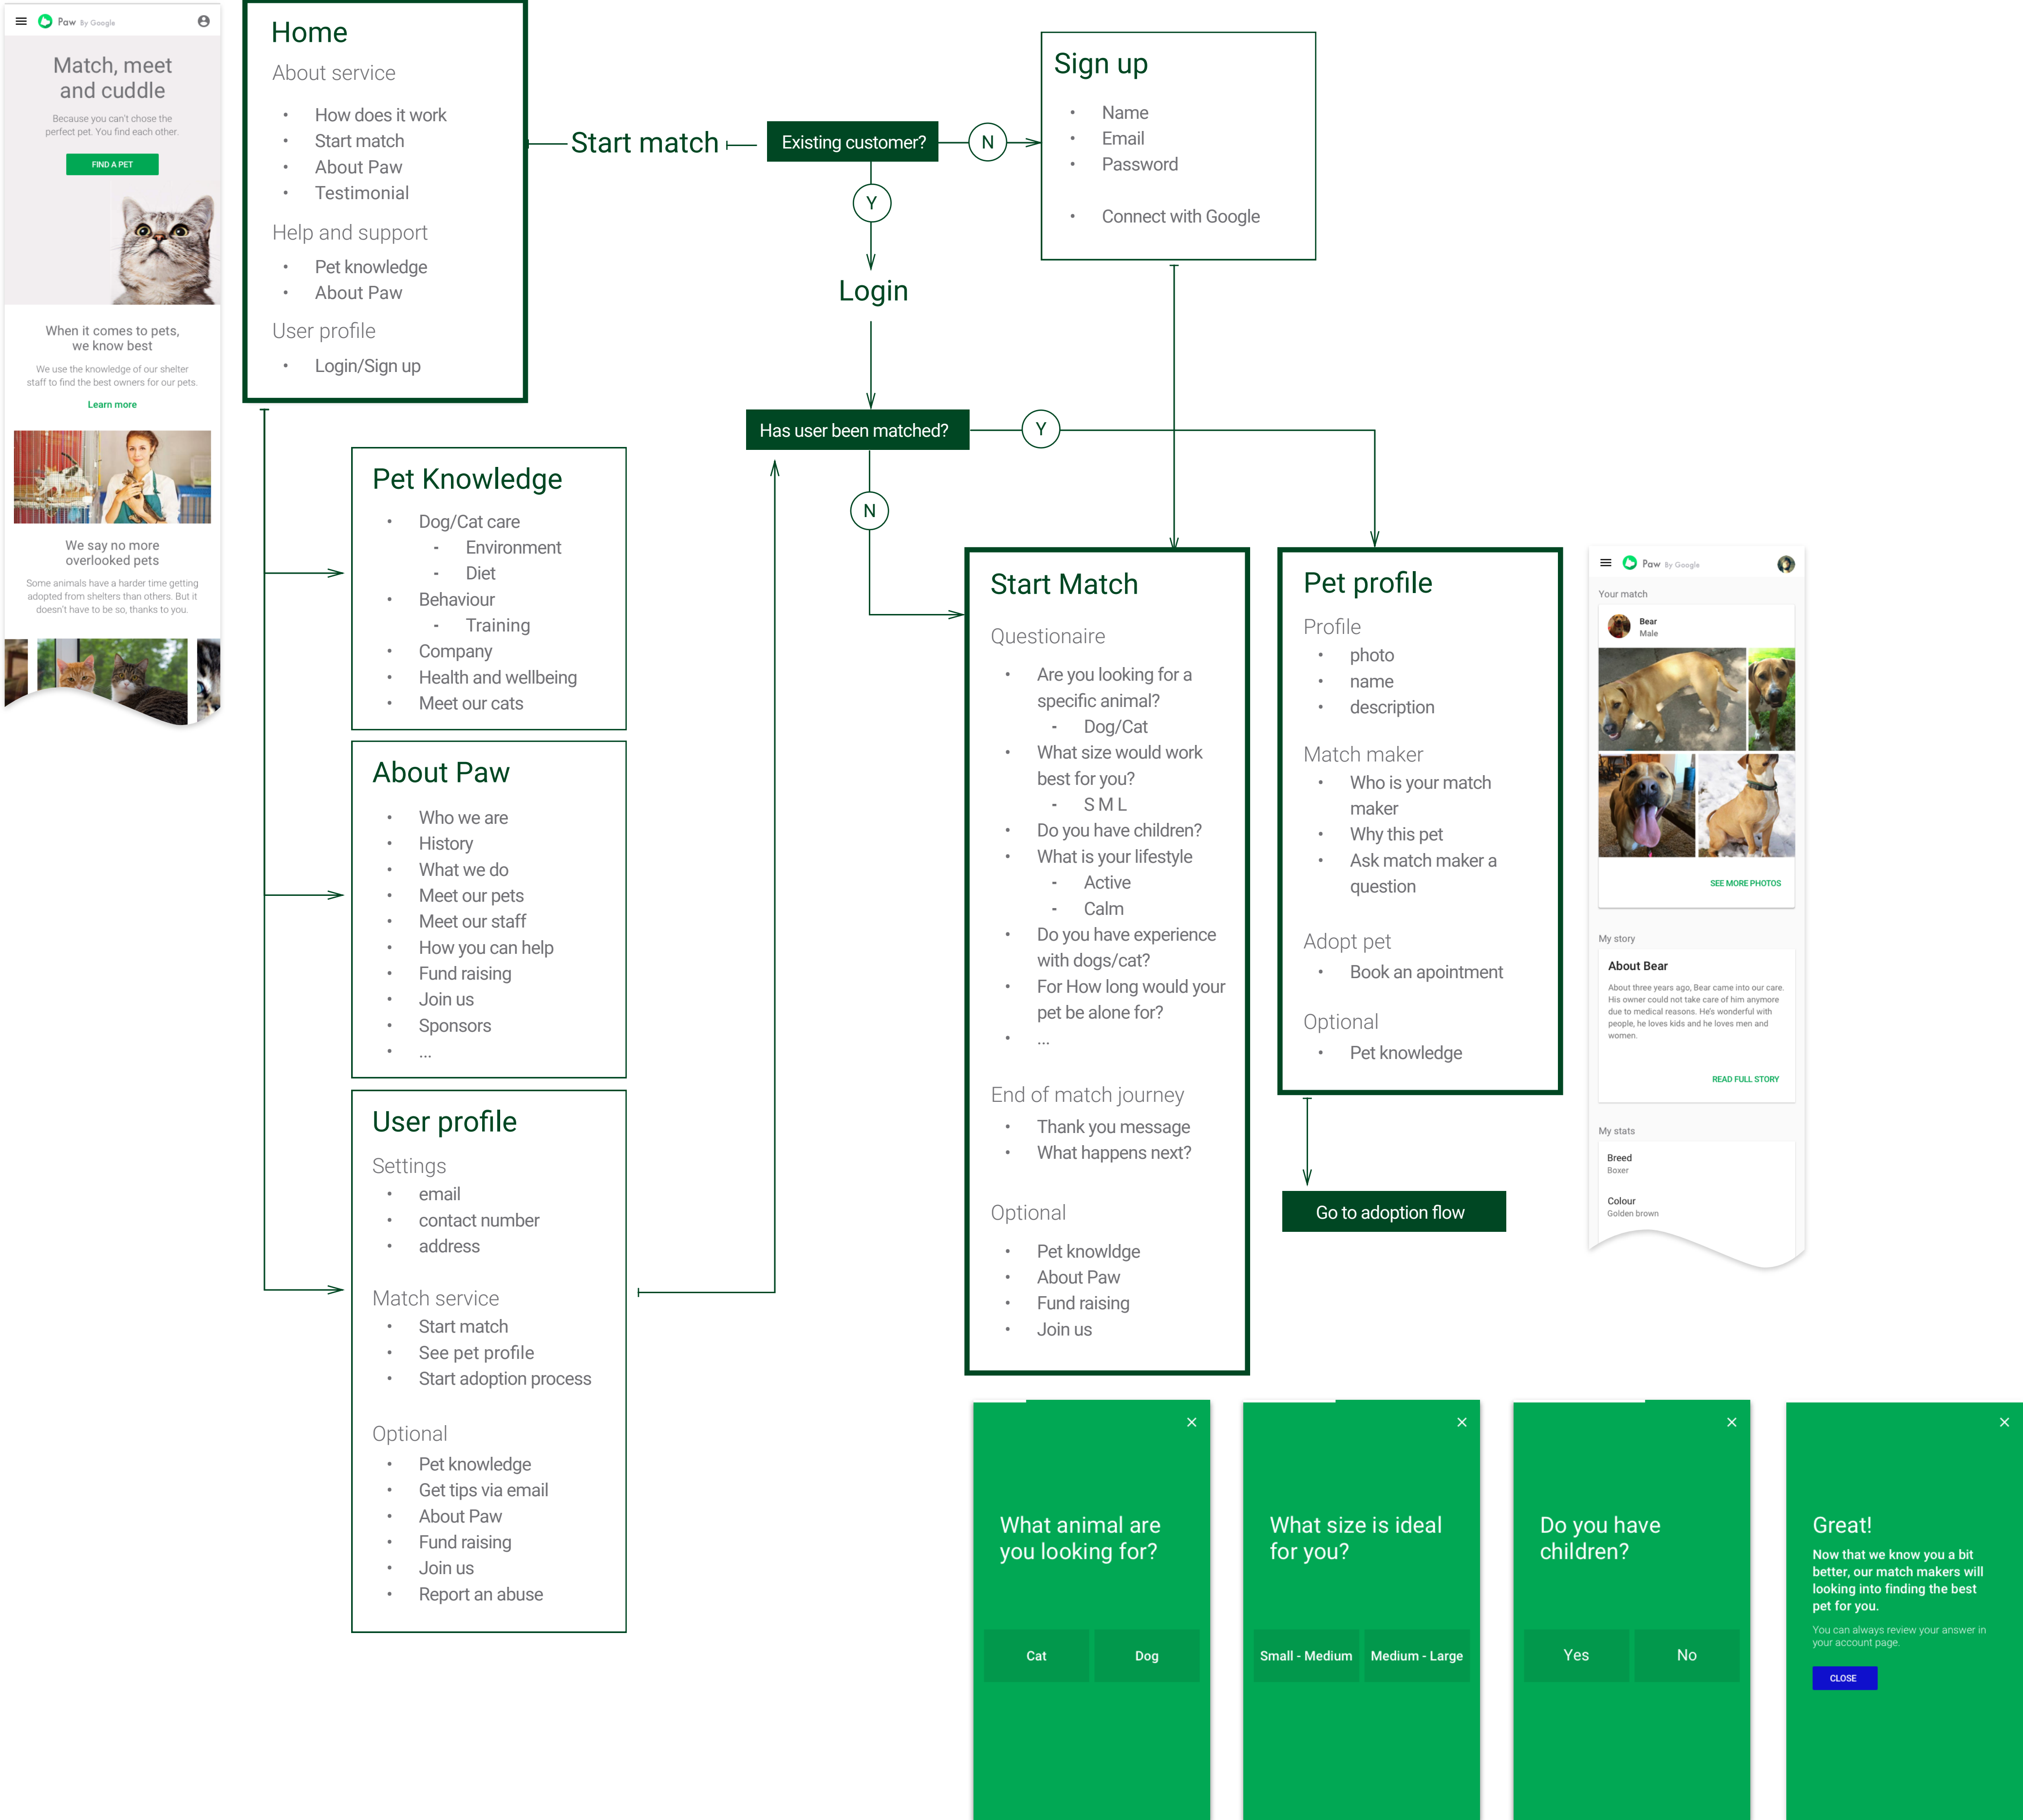 Paw By Google
Match, meet
and cuddle
Because you can't chose the
perfect pet. You find each other.
FIND A PET
When it comes to pets,
we know best
We use the knowledge of our shelter
staff to find the best owners for our pets.
Learn more
We say no more
overlooked pets
Some animals have a harder time getting
adopted from shelters than others. But it
doesn't have to be so, thanks to you.
Home
About service
• How does it work
• Start match
• About Paw
• Testimonial
Help and support
• Pet knowledge
• About Paw
User profile
• Login/Sign up
Start match
Existing customer?
N
Y
Sign up
• Name
• Email
• Password
• Connect with Google
Login
Has user been matched?
Y
N
Pet Knowledge
• Dog/Cat care
- Environment
- Diet
• Behaviour
- Training
• Company
• Health and wellbeing
• Meet our cats
About Paw
• Who we are
• History
• What we do
• Meet our pets
• Meet our staff
• How you can help
• Fund raising
• Join us
• Sponsors
• ...
User profile
Settings
• email
• contact number
• address
Match service
• Start match
• See pet profile
• Start adoption process
Optional
• Pet knowledge
• Get tips via email
• About Paw
• Fund raising
• Join us
• Report an abuse
Start Match
Questionaire
• Are you looking for a
specific animal?
- Dog/Cat
• What size would work
best for you?
- S M L
• Do you have children?
• What is your lifestyle
- Active
- Calm
• Do you have experience
with dogs/cat?
• For How long would your
pet be alone for?
• ...
End of match journey
• Thank you message
• What happens next?
Optional
• Pet knowldge
• About Paw
• Fund raising
• Join us
Pet profile
Profile
• photo
• name
• description
Match maker
• Who is your match
maker
• Why this pet
• Ask match maker a
question
Adopt pet
• Book an apointment
Optional
• Pet knowledge
Go to adoption flow
Paw By Google
Your match
Bear
Male
SEE MORE PHOTOS
My story
About Bear
About three years ago, Bear came into our care.
His owner could not take care of him anymore
due to medical reasons. He's wonderful with
people, he loves kids and he loves men and
women.
READ FULL STORY
My stats
Breed
Boxer
Colour
Golden brown
What animal are
you looking for?
Cat Dog
What size is ideal
for you?
Small - Medium Medium - Large
Do you have
children?
Yes No
Great!
Now that we know you a bit
better, our match makers will
looking into finding the best
pet for you.
You can always review your answer in
your account page.
CLOSE